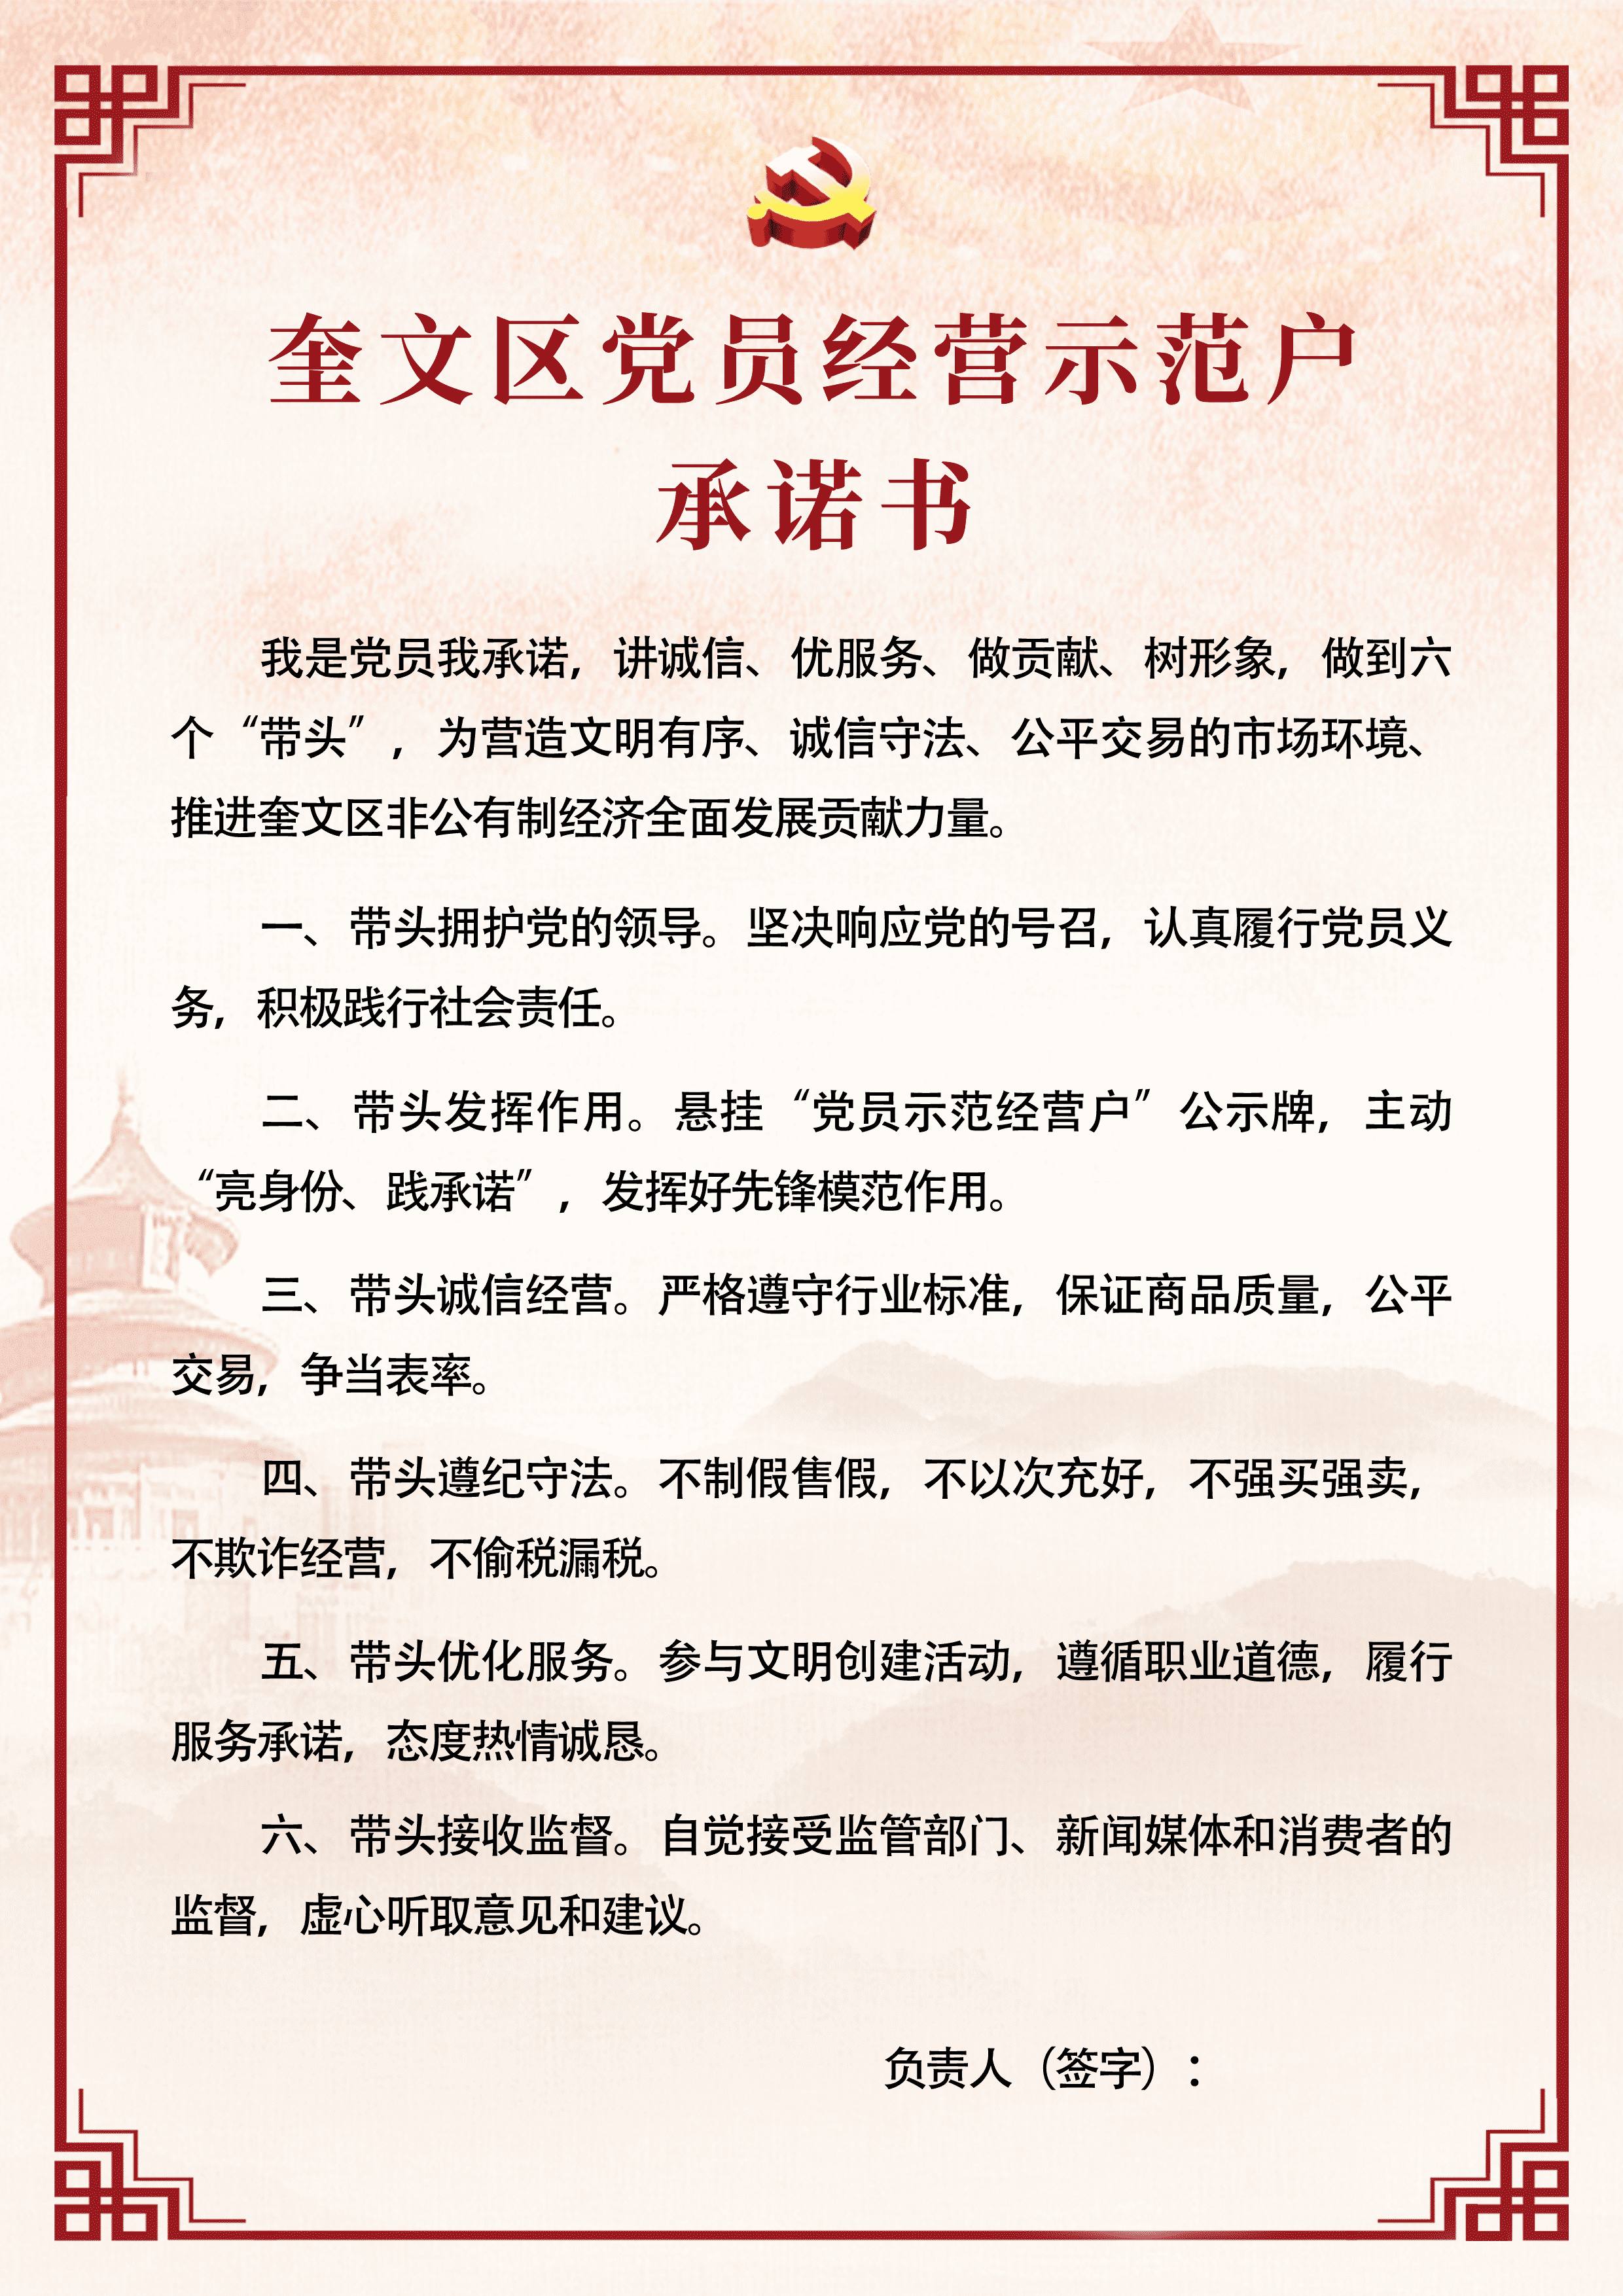 奎文区党员经营示范户
承诺书
我是党员我承诺，讲诚信、优服务、做贡献、树形象，做到六
个“带头”，为营造文明有序、诚信守法、公平交易的市场环境、
推进奎文区非公有制经济全面发展贡献力量。
一、带头拥护党的领导。坚决响应党的号召，认真履行党员义
务，积极践行社会责任。
二、带头发挥作用。悬挂“党员示范经营户”公示牌，主动
“亮身份、践承诺”，发挥好先锋模范作用。
三、带头诚信经营。严格遵守行业标准，保证商品质量，公平
交易，争当表率。
四、带头遵纪守法。不制假售假，不以次充好，不强买强卖，
不欺诈经营，不偷税漏税。
五、带头优化服务。参与文明创建活动，遵循职业道德，履行
服务承诺，态度热情诚恳。
六、带头接收监督。自觉接受监管部门、新闻媒体和消费者的
监督，虚心听取意见和建议。
负责人（签字）：